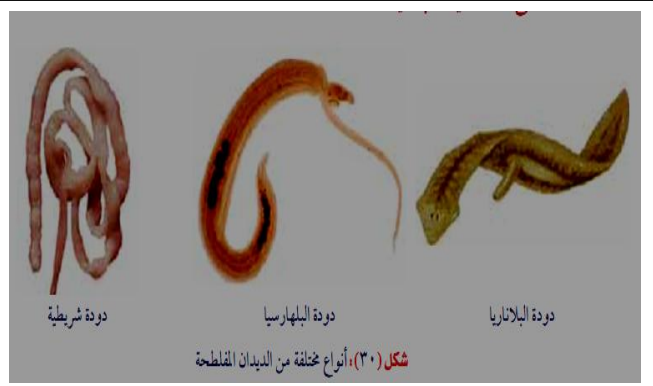 دودة البلاناريا
دودة البلهارسيا
دودة شريطية
شكل (٣٠): أنواع مختلفة من الديدان المفلطحة